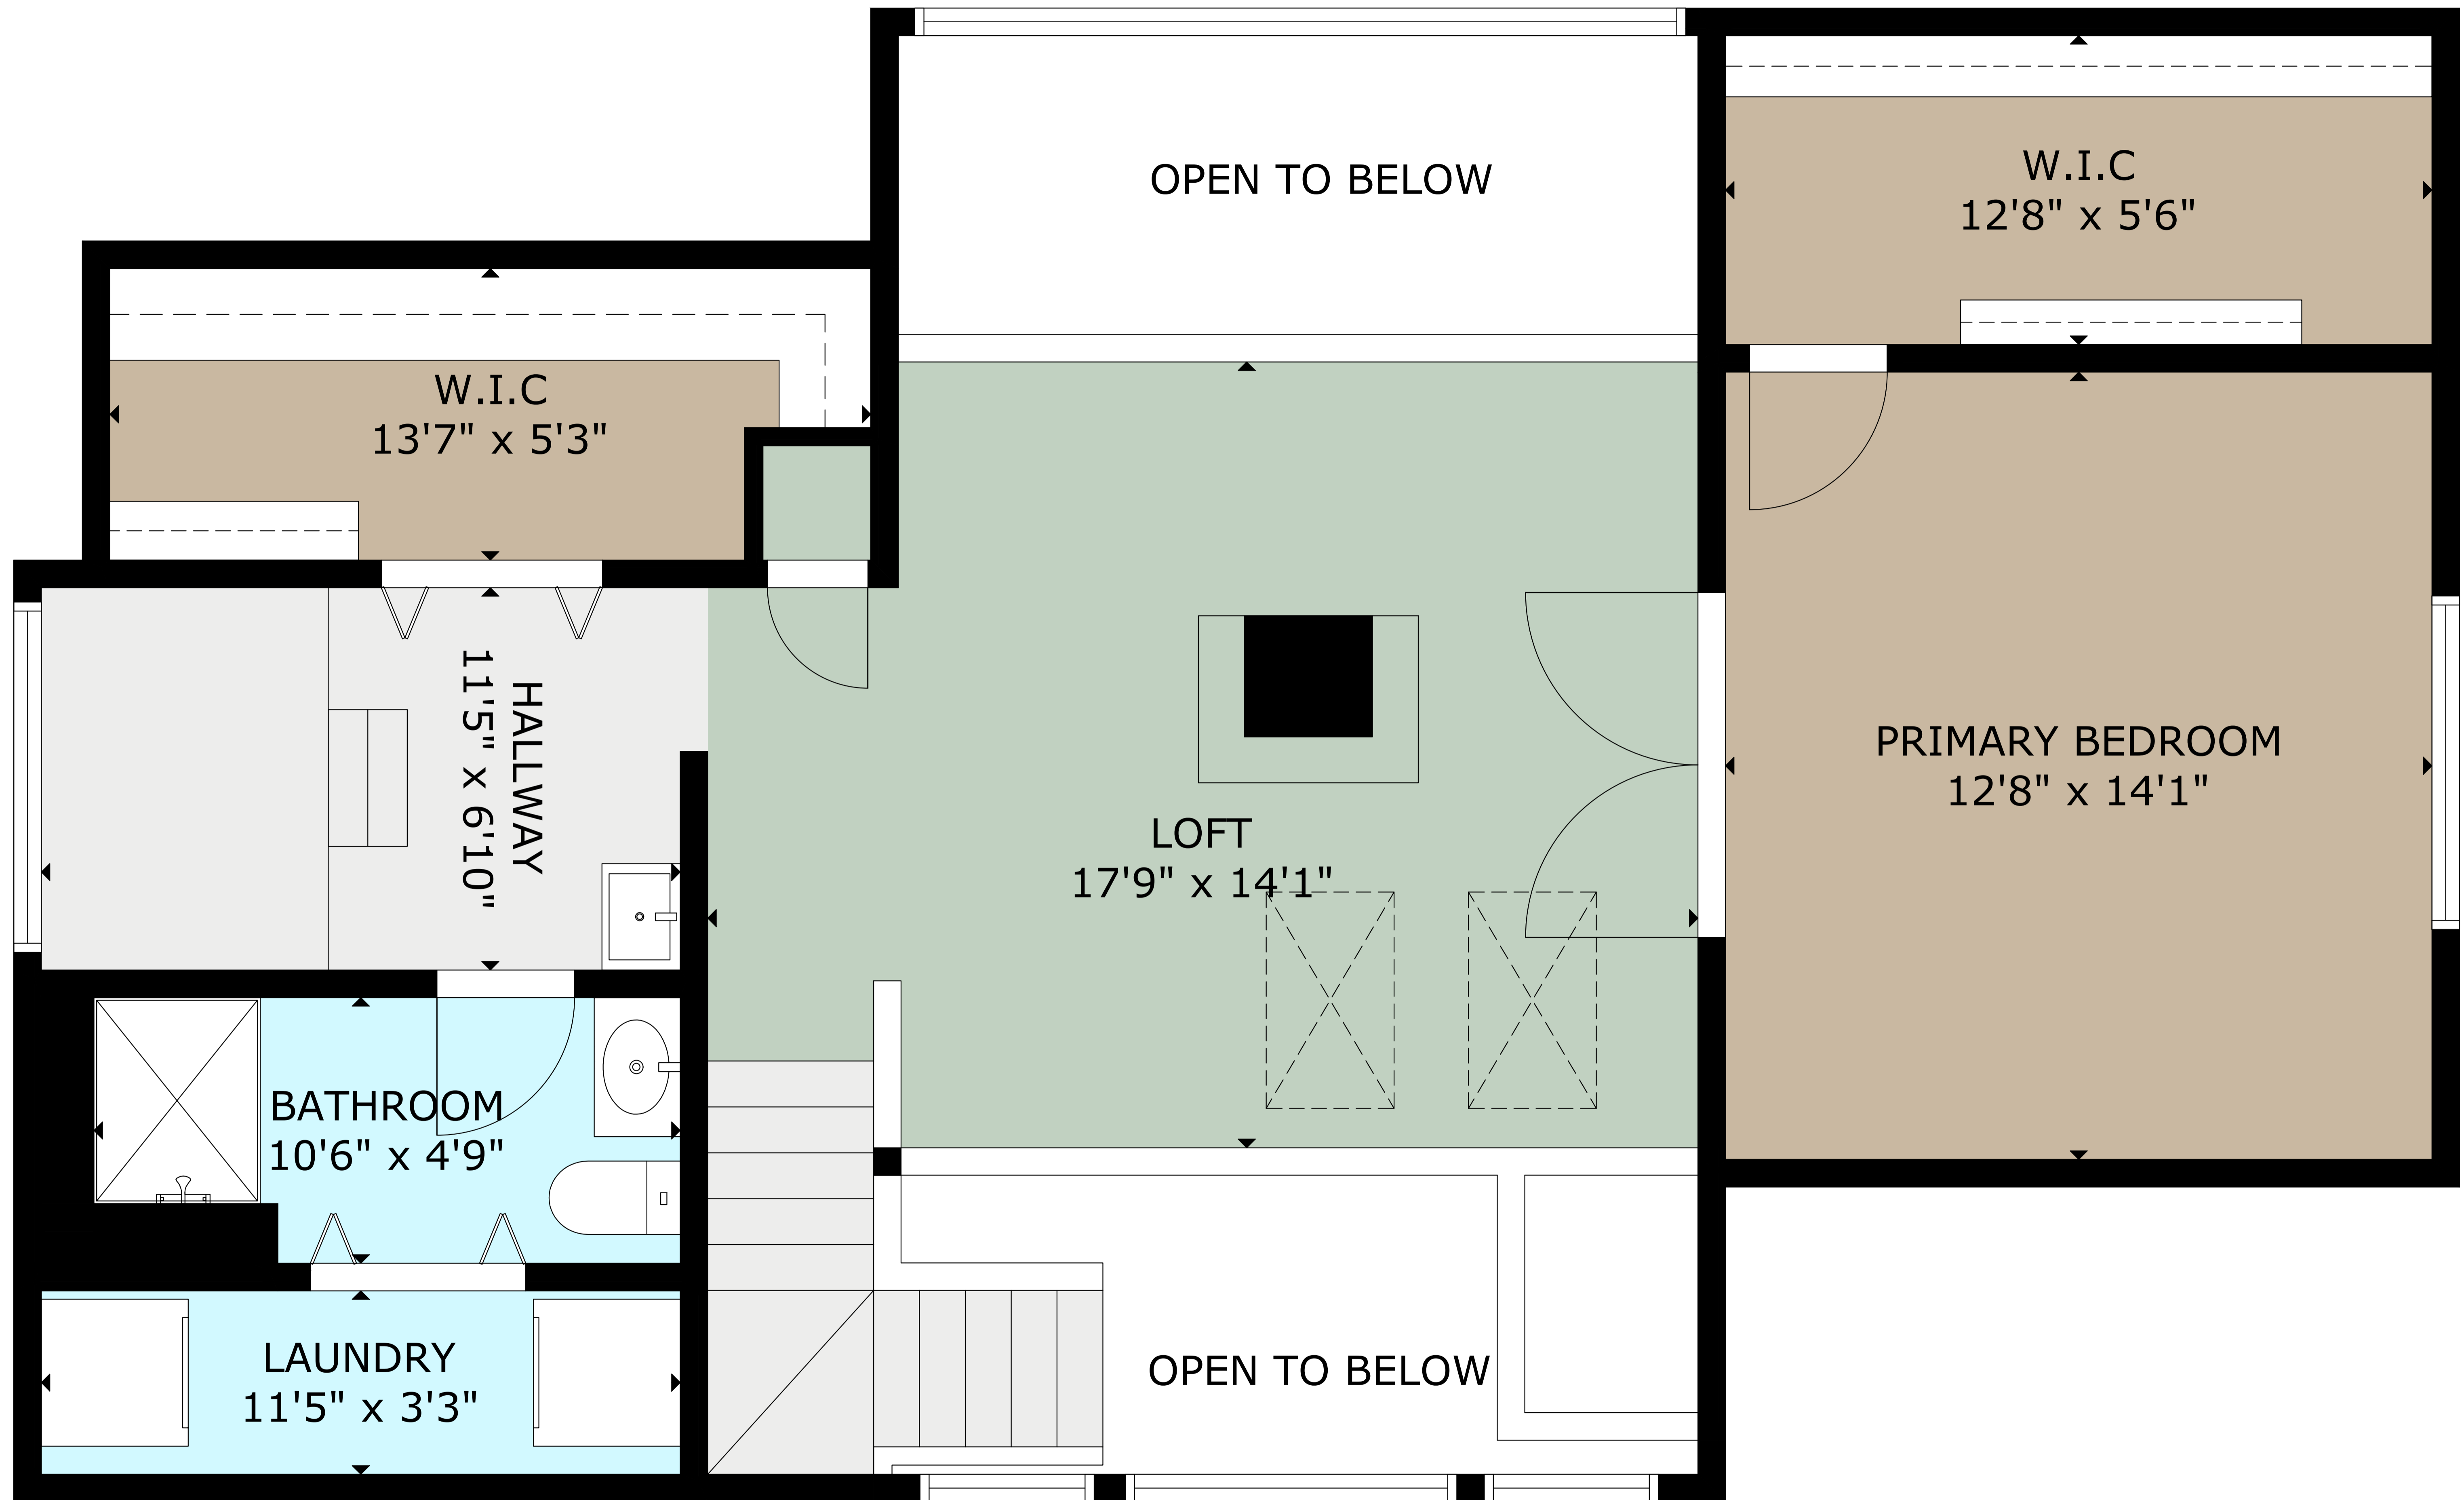 OPEN TO BELOW
W.I.C
12'8" x 5'6"
W.I.C
13'7" x 5'3"
HALLWAY
11'5" x 6'10"
LOFT
17'9" x 14'1"
PRIMARY BEDROOM
12'8" x 14'1"
BATHROOM
10'6" x 4'9"
LAUNDRY
11'5" x 3'3"
OPEN TO BELOW